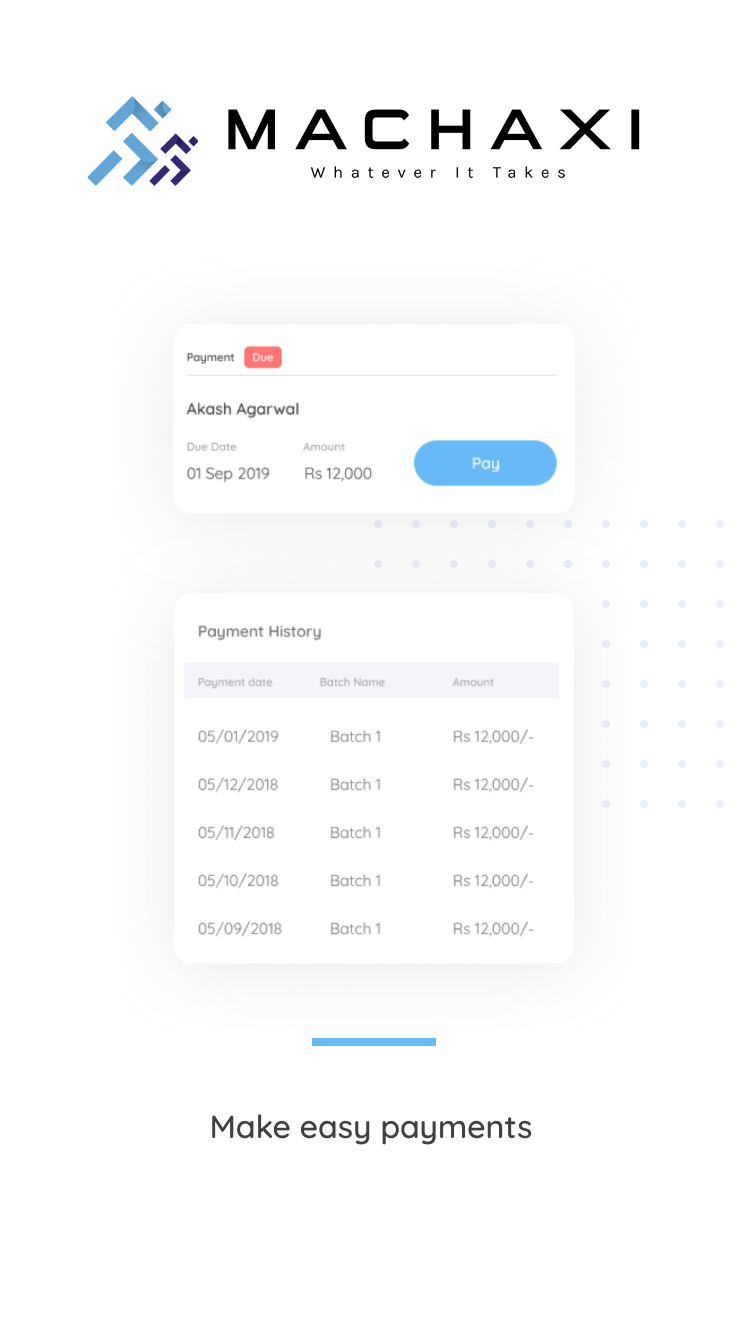 MACHAXI
Whatever It Takes
Payment Due
Akash Agarwal
Due Date Amount
01 Sep 2019 Rs 12,000 Pay
Payment History
Payment date Batch Name Amount
05/01/2019 Batch 1 Rs 12,000/-
05/12/2018 Batch 1 Rs 12,000/-
05/11/2018 Batch 1 Rs 12,000/-
05/10/2018 Batch 1 Rs 12,000/-
05/09/2018 Batch 1 Rs 12,000/-
Make easy payments